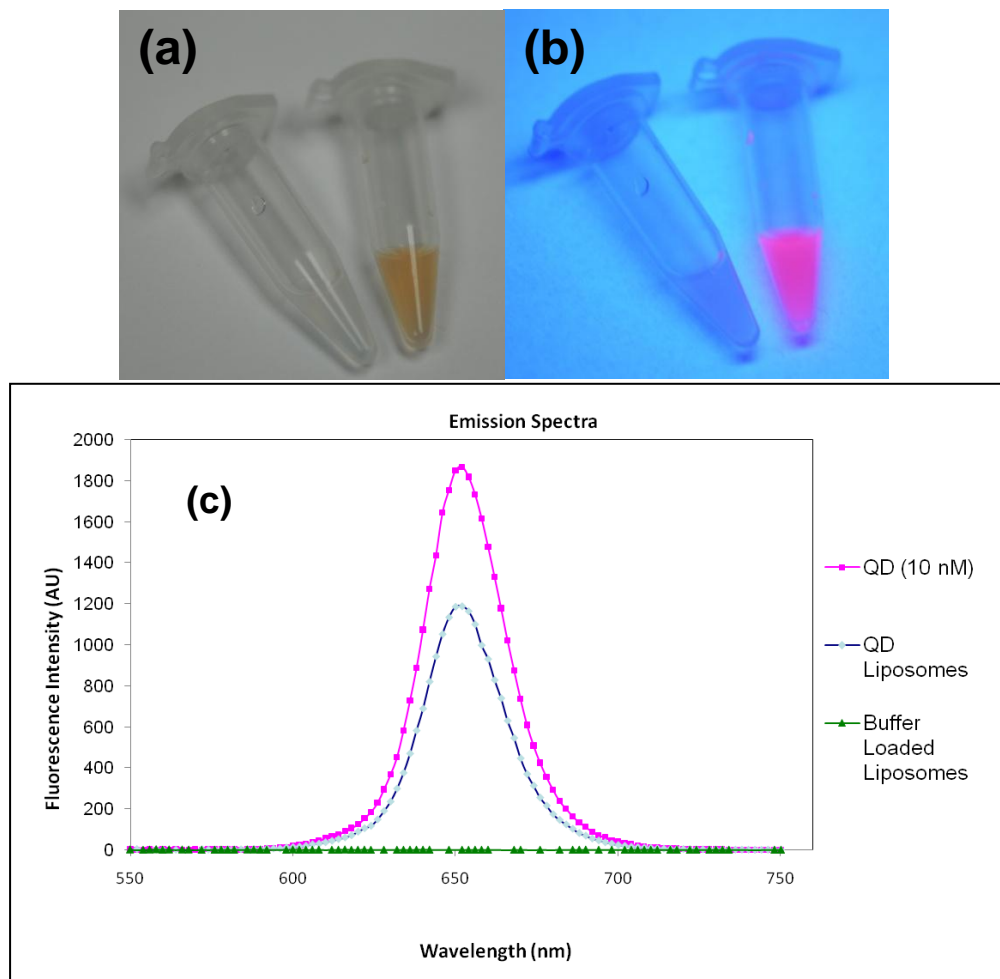 (a)
(b)
Emission Spectra
2000
1800
1600
1400
1200
1000
800
600
400
200
0
(c)
Fluorescence Intensity (AU)
550
600
650
700
750
Wavelength (nm)
QD (10 nM)
QD
Liposomes
Buffer
Loaded
Liposomes